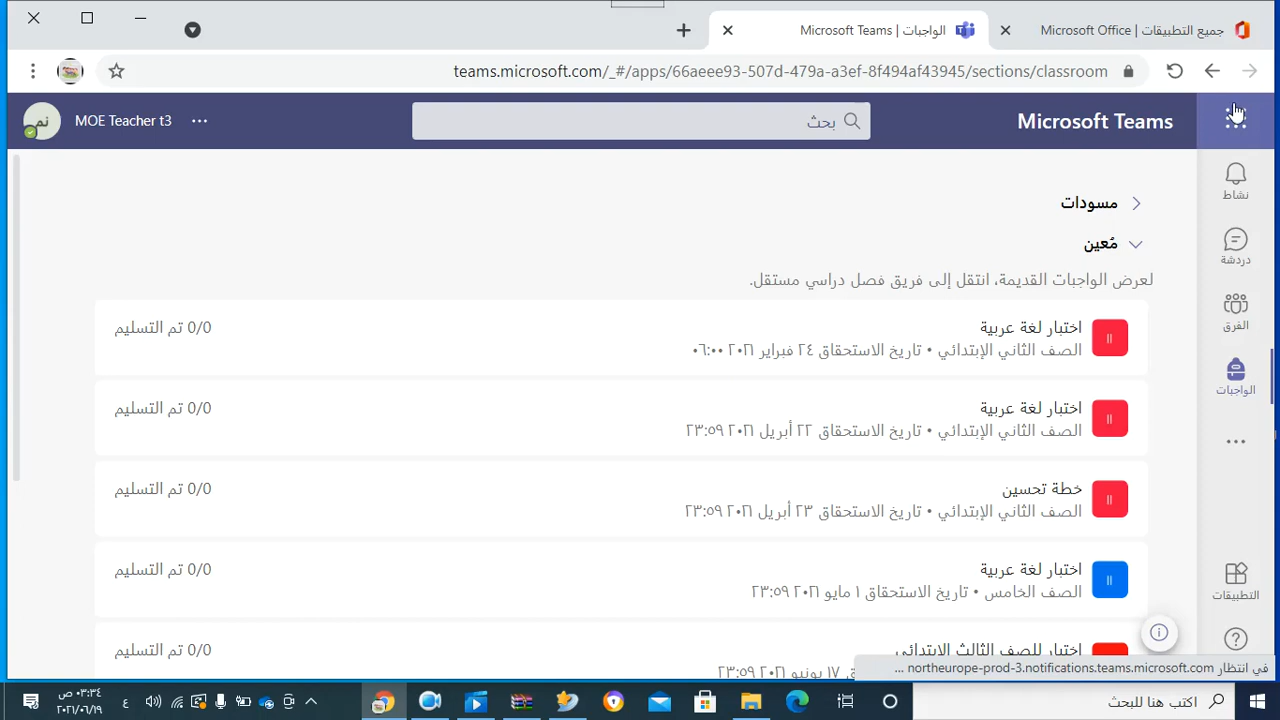 جميع التطبيقات | Microsoft Office
الواجبات | Microsoft Teams
teams.microsoft.com/_#/apps/66aeee93-507d-479a-a3ef-8f494af43945/sections/classroom
Microsoft Teams
بحث
MOE Teacher t3
نم
نشاط
دردشة
الفرق
الواجبات
التطبيقات
مسودات
مُعين
لعرض الواجبات القديمة، انتقل إلى فريق فصل دراسي مستقل.
اختبار لغة عربية
0/0 تم التسليم
الصف الثاني الإبتدائي • تاريخ الاستحقاق ٢٤ فبراير ٢٠٢١ ٠٦:٠٠
اختبار لغة عربية
0/0 تم التسليم
الصف الثاني الإبتدائي • تاريخ الاستحقاق ٢٢ أبريل ٢٠٢١ ٢٣:٥٩
خطة تحسين
0/0 تم التسليم
الصف الثاني الإبتدائي • تاريخ الاستحقاق ٢٣ أبريل ٢٠٢١ ٢٣:٥٩
اختبار لغة عربية
0/0 تم التسليم
الصف الخامس • تاريخ الاستحقاق ١ مايو ٢٠٢١ ٢٣:٥٩
اختبار للصف الثالث الابتدائي
0/0 تم التسليم
١٧ يونيو ٢٠٢١ ٢٣:٥٩
في انتظار northeurope-prod-3.notifications.teams.microsoft.com ...
اكتب هنا للبحث
ع
٠٣:٣٤ ص
٢٠٢١/٠٦/١٩